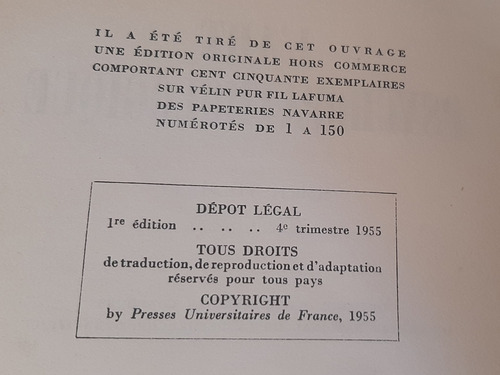 IL A ÉTÉ TIRÉ DE CET OUVRAGE
UNE ÉDITION ORIGINALE HORS COMMERCE
COMPORTANT CENT CINQUANTE EXEMPLAIRES
SUR VÉLIN PUR FIL LAFUMA
DES PAPETERIES NAVARRE
NUMÉROTÉS DE 1 A 150
DÉPOT LÉGAL
1re édition .. .. .. 4e trimestre 1955
TOUS DROITS
de traduction, de reproduction et d'adaptation
réservés pour tous pays
COPYRIGHT
by Presses Universitaires de France, 1955